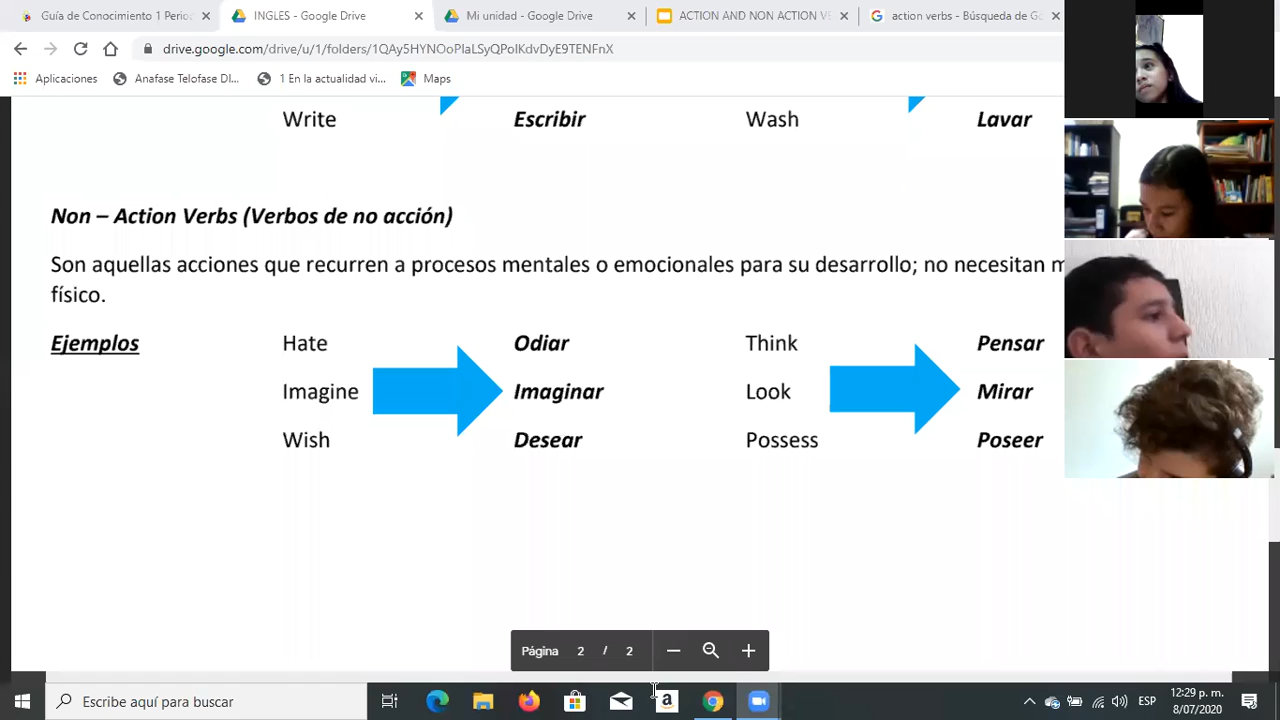 Guía de Conocimiento 1 Perio
INGLES - Google Drive
Mi unidad - Google Drive
ACTION AND NON ACTION VE
action verbs - Búsqueda de Go
drive.google.com/drive/u/1/folders/1QAy5HYNOoPlaLSyQPolKdvDyE9TENFnX
Aplicaciones
Anafase Telofase DI...
1 En la actualidad vi...
Maps
Write Escribir Wash Lavar
Non – Action Verbs (Verbos de no acción)
Son aquellas acciones que recurren a procesos mentales o emocionales para su desarrollo; no necesitan
físico.
Ejemplos Hate Odiar Think Pensar
Imagine Imaginar Look Mirar
Wish Desear Possess Poseer
Página 2 / 2
Escribe aquí para buscar
a
ESP
12:29 p. m.
8/07/2020